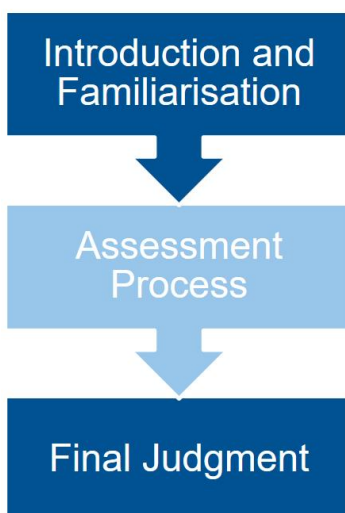 Introduction and
Familiarisation
Assessment
Process
Final Judgment